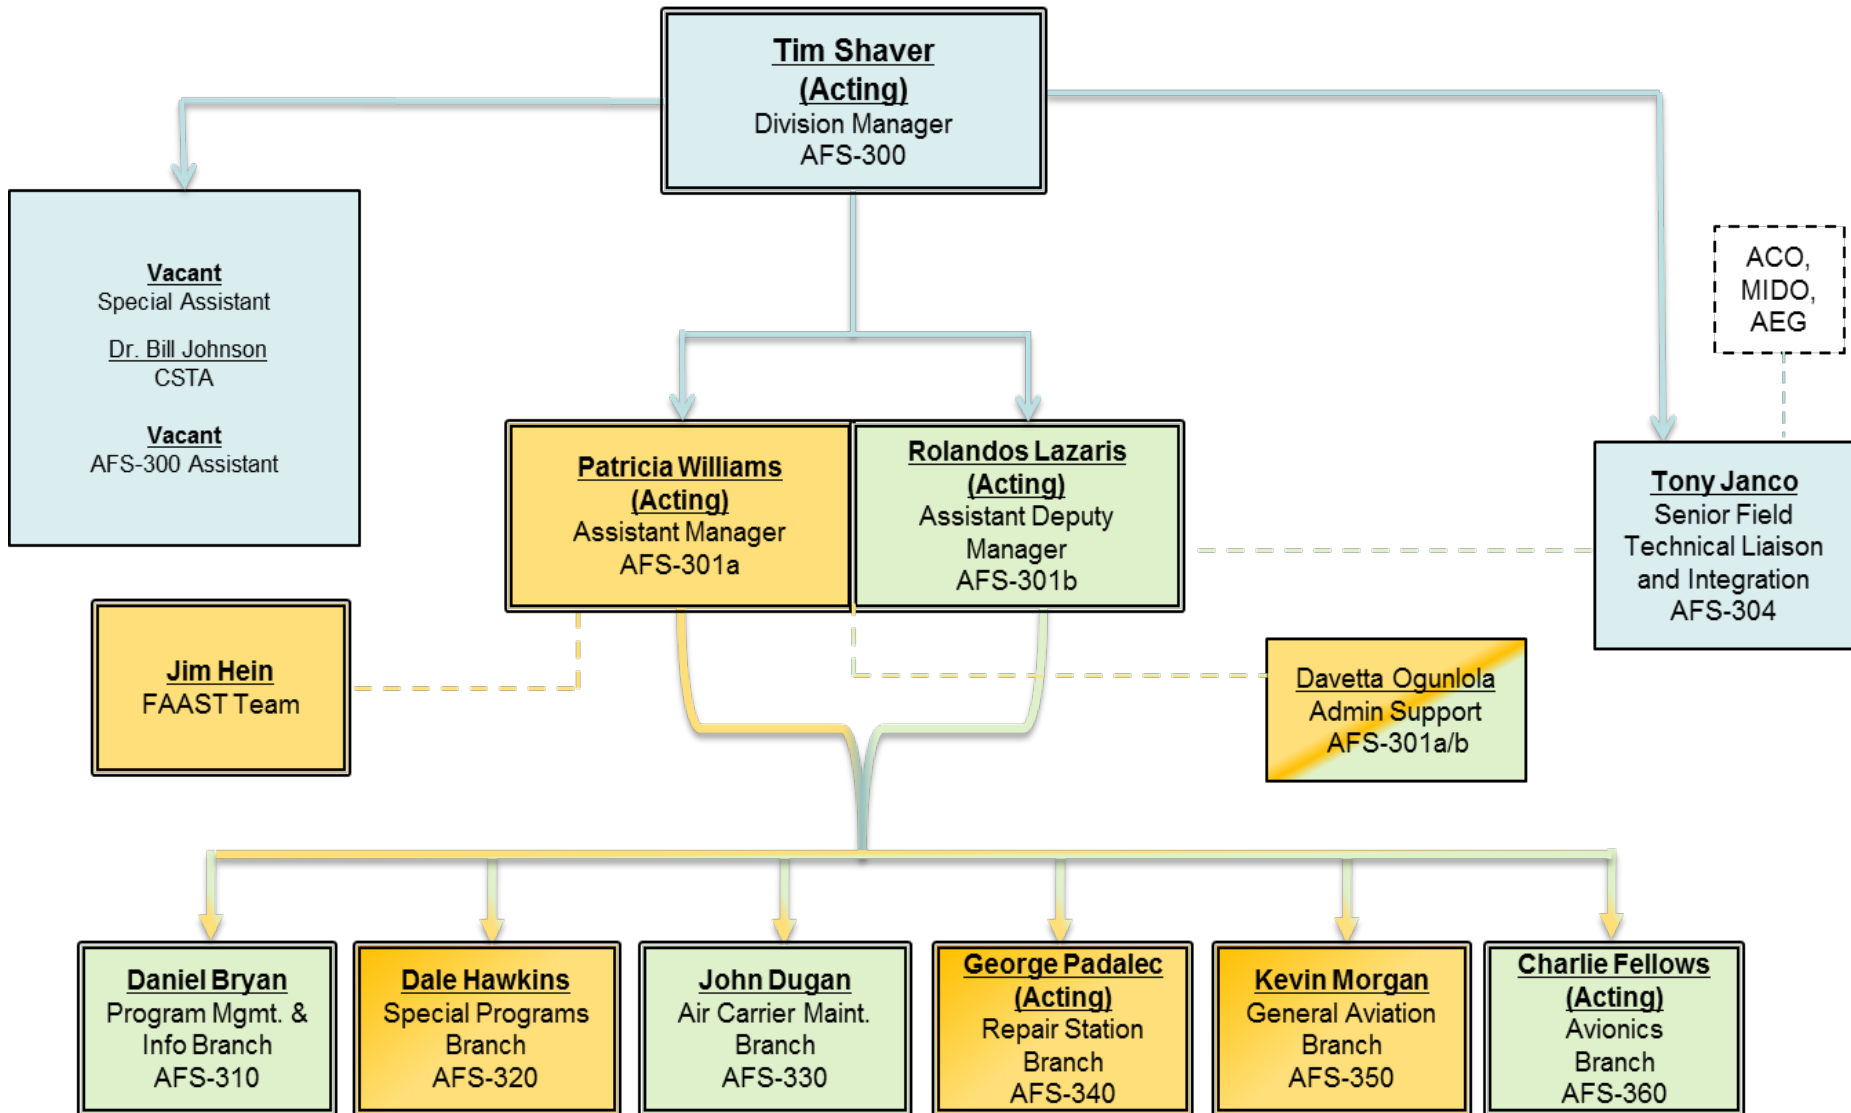 Tim Shaver
(Acting)
Division Manager
AFS-300
Vacant
Special Assistant
Dr. Bill Johnson
CSTA
Vacant
AFS-300 Assistant
ACO,
MIDO,
AEG
Patricia Williams
(Acting)
Assistant Manager
AFS-301a
Rolandos Lazaris
(Acting)
Assistant Deputy
Manager
AFS-301b
Tony Janco
Senior Field
Technical Liaison
and Integration
AFS-304
Jim Hein
FAAST Team
Davetta Ogunlola
Admin Support
AFS-301a/b
Daniel Bryan
Program Mgmt. &
Info Branch
AFS-310
Dale Hawkins
Special Programs
Branch
AFS-320
John Dugan
Air Carrier Maint.
Branch
AFS-330
George Padalec
(Acting)
Repair Station
Branch
AFS-340
Kevin Morgan
General Aviation
Branch
AFS-350
Charlie Fellows
(Acting)
Avionics
Branch
AFS-360